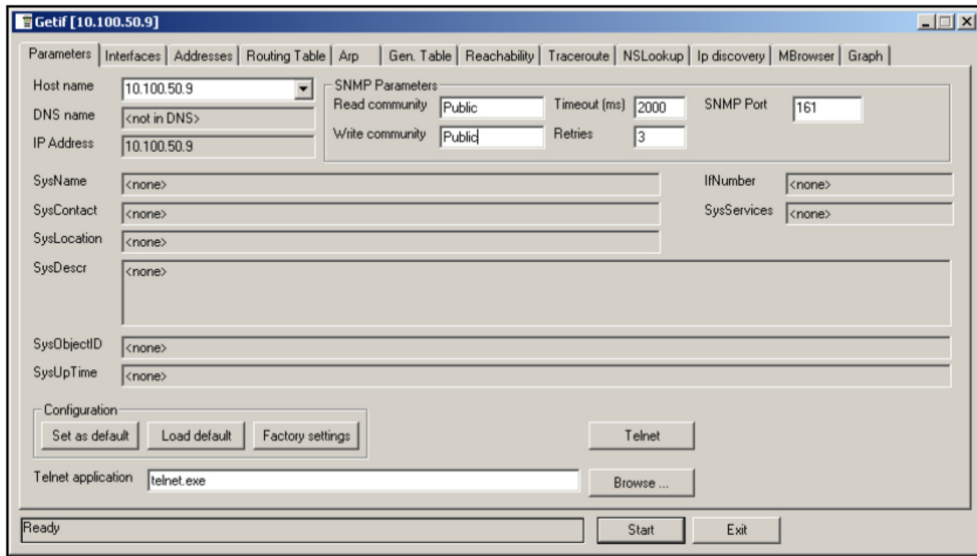 Getif [10.100.50.9]
Parameters Interfaces Addresses Routing Table Arp Gen. Table Reachability Traceroute NSLookup Ip discovery MBrowser Graph
Host name 10.100.50.9
DNS name <not in DNS>
IP Address 10.100.50.9
SNMP Parameters
Read community Public Timeout (ms) 2000 SNMP Port 161
Write community Public Retries 3
SysName <none> IfNumber <none>
SysContact <none> SysServices <none>
SysLocation <none>
SysDescr <none>
SysObjectID <none>
SysUpTime <none>
Configuration
Set as default Load default Factory settings Telnet
Telnet application telnet.exe Browse ...
Ready Start Exit